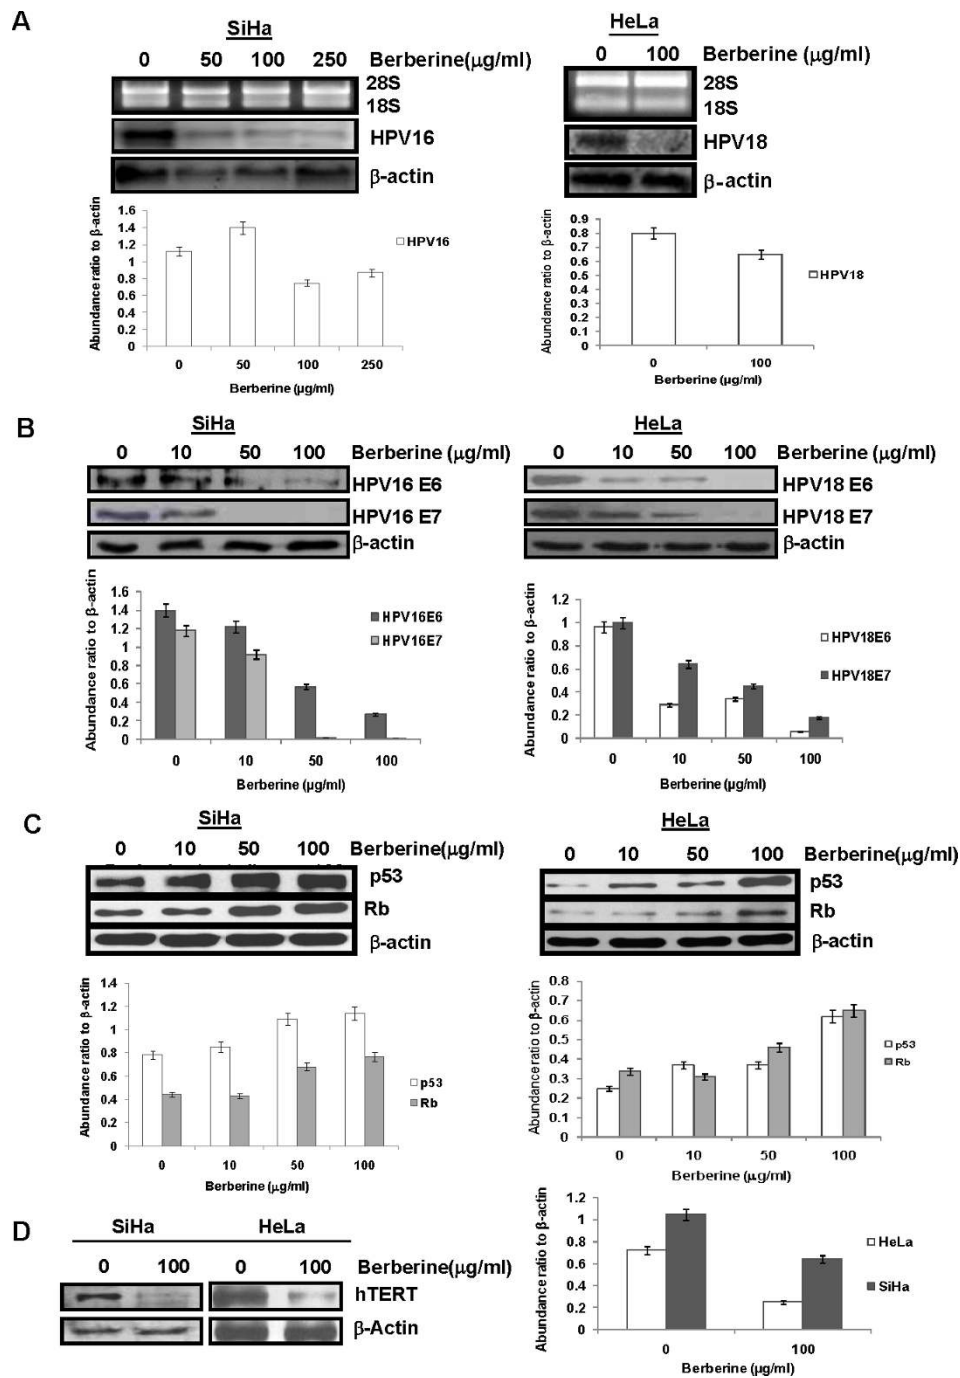 A
SiHa
0 50 100 250 Berberine(µg/ml)
28S
18S
HPV16
β-actin
HeLa
0 100 Berberine (µg/ml)
28S
18S
HPV18
β-actin
Abundance ratio to β-actin
1.6
1.4
1.2
1
0.8
0.6
0.4
0.2
0
0 50 100 250
Berberine (µg/ml)
HPV16
Abundance ratio to β-actin
0.9
0.8
0.7
0.6
0.5
0.4
0.3
0.2
0.1
0
0 100
Berberine (µg/ml)
HPV18
B
SiHa
0 10 50 100 Berberine (µg/ml)
HPV16 E6
HPV16 E7
β-actin
HeLa
0 10 50 100 Berberine (µg/ml)
HPV18 E6
HPV18 E7
β-actin
Abundance ratio to β-actin
1.6
1.4
1.2
1
0.8
0.6
0.4
0.2
0
0 10 50 100
Berberine (µg/ml)
HPV16E6
HPV16E7
Abundance ratio to β-actin
1.2
1
0.8
0.6
0.4
0.2
0
0 10 50 100
Berberine (µg/ml)
HPV18E6
HPV18E7
C
SiHa
0 10 50 100 Berberine(µg/ml)
p53
Rb
β-actin
HeLa
0 10 50 100 Berberine(µg/ml)
p53
Rb
β-actin
Abundance ratio to β-actin
1.4
1.2
1
0.8
0.6
0.4
0.2
0
0 10 50 100
Berberine (µg/ml)
p53
Rb
Abundance ratio to β-actin
0.8
0.7
0.6
0.5
0.4
0.3
0.2
0.1
0
0 10 50 100
Berberine (µg/ml)
p53
Rb
D
SiHa HeLa
0 100 0 100 Berberine(µg/ml)
hTERT
β-Actin
Abundance ratio to β-actin
1.2
1
0.8
0.6
0.4
0.2
0
0 100
Berberine (µg/ml)
HeLa
SiHa